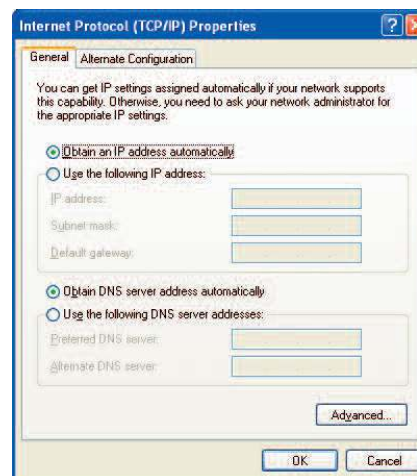 Internet Protocol (TCP/IP) Properties
General
Alternate Configuration
You can get IP settings assigned automatically if your network supports
this capability. Otherwise, you need to ask your network administrator for
the appropriate IP settings.
Obtain an IP address automatically
Use the following IP address:
IP address:
Subnet mask:
Default gateway:
Obtain DNS server address automatically
Use the following DNS server addresses:
Preferred DNS server:
Alternate DNS server:
Advanced...
OK
Cancel